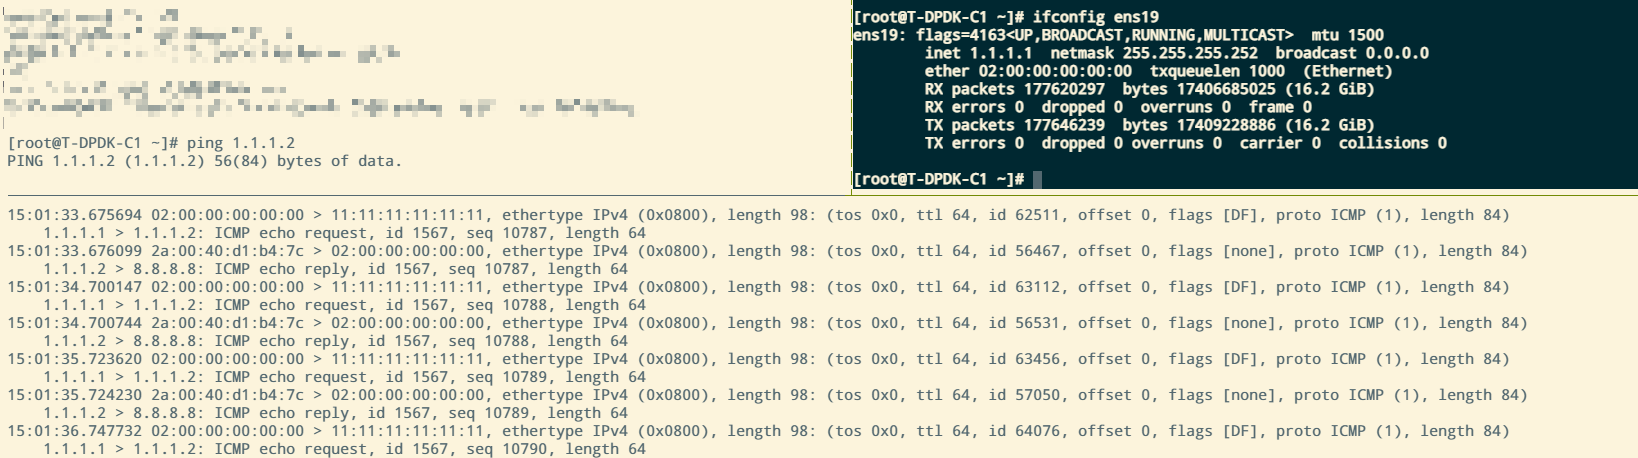 [root@T-DPDK-C1 ~]# ping 1.1.1.2
PING 1.1.1.2 (1.1.1.2) 56(84) bytes of data.
[root@T-DPDK-C1 ~]# ifconfig ens19
ens19: flags=4163<UP,BROADCAST,RUNNING,MULTICAST>  mtu 1500
        inet 1.1.1.1  netmask 255.255.255.252  broadcast 0.0.0.0
        ether 02:00:00:00:00:00  txqueuelen 1000  (Ethernet)
        RX packets 177620297  bytes 17406685025 (16.2 GiB)
        RX errors 0  dropped 0  overruns 0  frame 0
        TX packets 177646239  bytes 17409228886 (16.2 GiB)
        TX errors 0  dropped 0 overruns 0  carrier 0  collisions 0
[root@T-DPDK-C1 ~]#
15:01:33.675694 02:00:00:00:00:00 > 11:11:11:11:11:11, ethertype IPv4 (0x0800), length 98: (tos 0x0, ttl 64, id 62511, offset 0, flags [DF], proto ICMP (1), length 84)
    1.1.1.1 > 1.1.1.2: ICMP echo request, id 1567, seq 10787, length 64
15:01:33.676099 2a:00:40:d1:b4:7c > 02:00:00:00:00:00, ethertype IPv4 (0x0800), length 98: (tos 0x0, ttl 64, id 56467, offset 0, flags [none], proto ICMP (1), length 84)
    1.1.1.2 > 8.8.8.8: ICMP echo reply, id 1567, seq 10787, length 64
15:01:34.700147 02:00:00:00:00:00 > 11:11:11:11:11:11, ethertype IPv4 (0x0800), length 98: (tos 0x0, ttl 64, id 63112, offset 0, flags [DF], proto ICMP (1), length 84)
    1.1.1.1 > 1.1.1.2: ICMP echo request, id 1567, seq 10788, length 64
15:01:34.700744 2a:00:40:d1:b4:7c > 02:00:00:00:00:00, ethertype IPv4 (0x0800), length 98: (tos 0x0, ttl 64, id 56531, offset 0, flags [none], proto ICMP (1), length 84)
    1.1.1.2 > 8.8.8.8: ICMP echo reply, id 1567, seq 10788, length 64
15:01:35.723620 02:00:00:00:00:00 > 11:11:11:11:11:11, ethertype IPv4 (0x0800), length 98: (tos 0x0, ttl 64, id 63456, offset 0, flags [DF], proto ICMP (1), length 84)
    1.1.1.1 > 1.1.1.2: ICMP echo request, id 1567, seq 10789, length 64
15:01:35.724230 2a:00:40:d1:b4:7c > 02:00:00:00:00:00, ethertype IPv4 (0x0800), length 98: (tos 0x0, ttl 64, id 57050, offset 0, flags [none], proto ICMP (1), length 84)
    1.1.1.2 > 8.8.8.8: ICMP echo reply, id 1567, seq 10789, length 64
15:01:36.747732 02:00:00:00:00:00 > 11:11:11:11:11:11, ethertype IPv4 (0x0800), length 98: (tos 0x0, ttl 64, id 64076, offset 0, flags [DF], proto ICMP (1), length 84)
    1.1.1.1 > 1.1.1.2: ICMP echo request, id 1567, seq 10790, length 64